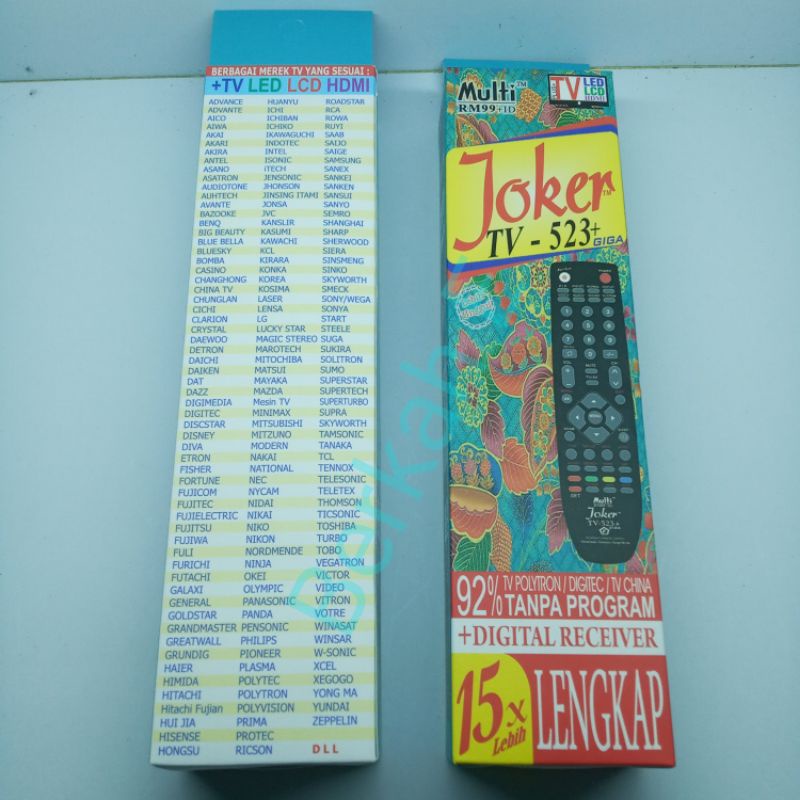 BERBAGAI MEREK TV YANG SESUAI :
+TV LED LCD HDMI
ADVANCE HUANYU ROADSTAR
ADVANTE ICHI RCA
AICO ICHIBAN ROWA
AIWA ICHIKO RUYI
AKAI IKAWAGUCHI SAAB
AKARI INDOTEC SAIJO
AKIRA INTEL SAIGE
ANTEL ISONIC SAMSUNG
ASANO iTECH SANEX
ASATRON JENSONIC SANKEI
AUDIOTONE JHONSON SANKEN
AUHTECH JINSING ITAMI SANSUI
AVANTE JONSA SANYO
BAZOOKE JVC SEMRO
BENQ KANSLIR SHANGHAI
BIG BEAUTY KASUMI SHARP
BLUE BELLA KAWACHI SHERWOOD
BLUESKY KCL SIERA
BOMBA KIRARA SINSMENG
CASINO KONKA SINKO
CHANGHONG KOREA SKYWORTH
CHINA TV KOSIMA SMECK
CHUNGLAN LASER SONY/WEGA
CICHI LENSA SONYA
CLARION LG START
CRYSTAL LUCKY STAR STEELE
DAEWOO MAGIC STEREO SUGA
DETRON MAROTECH SUKIRA
DAICHI MITOCHIBA SOLITRON
DAIKEN MATSUI SUMO
DAT MAYAKA SUPERSTAR
DAZZ MAZDA SUPERTECH
DIGIMEDIA Mesin TV SUPERTURBO
DIGITEC MINIMAX SUPRA
DISCSTAR MITSUBISHI SKYWORTH
DISNEY MITZUNO TAMSONIC
DIVA MODERN TANAKA
ETRON NAKAI TCL
FISHER NATIONAL TENNOX
FORTUNE NEC TELESONIC
FUJICOM NYCAM TELETEX
FUJITEC NIDAI THOMSON
FUJIELECTRIC NIKAI TICSONIC
FUJITSU NIKO TOSHIBA
FUJIWA NIKON TURBO
FULI NORDMENDE TOBO
FURICHI NINJA VEGATRON
FUTACHI OKEI VICTOR
GALAXI OLYMPIC VIDEO
GENERAL PANASONIC VITRON
GOLDSTAR PANDA VOTRE
GRANDMASTER PENSONIC WINASAT
GREATWALL PHILIPS WINSAR
GRUNDIG PIONEER W-SONIC
HAIER PLASMA XCEL
HIMIDA POLYTEC XEGOGO
HITACHI POLYTRON YONG MA
Hitachi Fujian POLYVISION YUNDAI
HUI JIA PRIMA ZEPPELIN
HISENSE PROTEC
HONGSU RICSON D L L
Multi™
RM99+ID
TV LED
LCD
HDMI
Joker™
TV - 523+
GIGA
MENU
Multi
Joker
TV-523
92% TV POLYTRON / DIGITEC / TV CHINA
TANPA PROGRAM
+DIGITAL RECEIVER
15x
Lebih
LENGKAP
Berkah